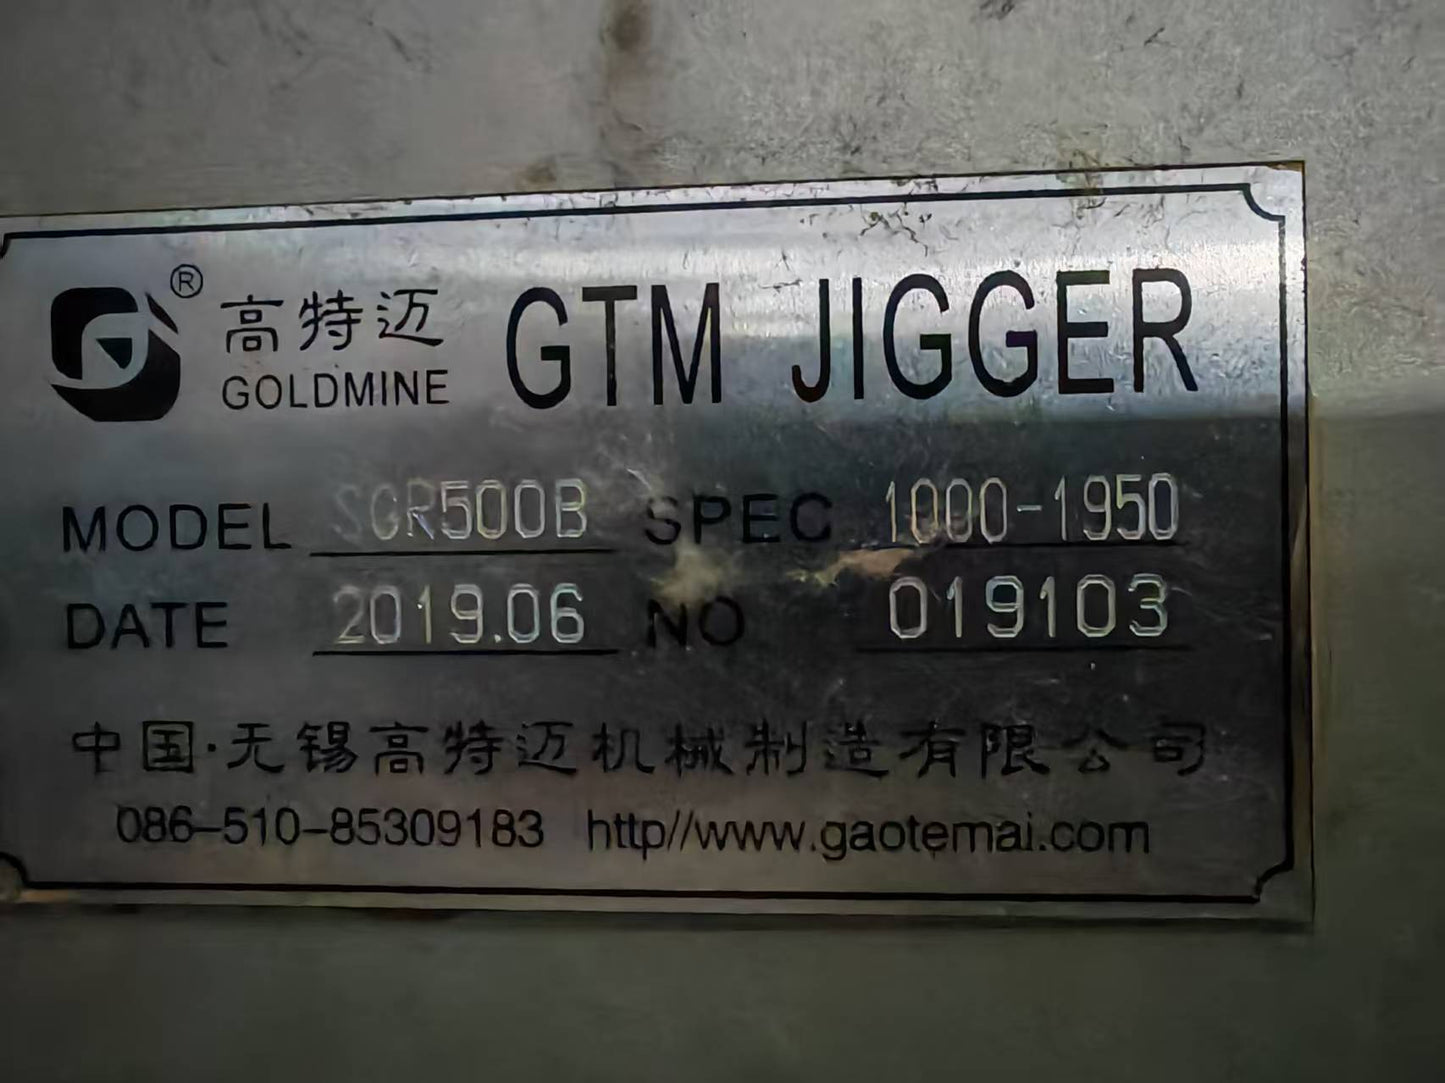 ® 高特迈 GTM JIGGER
GOLDMINE
MODEL SGR500B SPEC 1000-1950
DATE 2019.06 NO 019103
中国·无锡高特迈机械制造有限公司
086-510-85309183 http//www.gaotemai.com